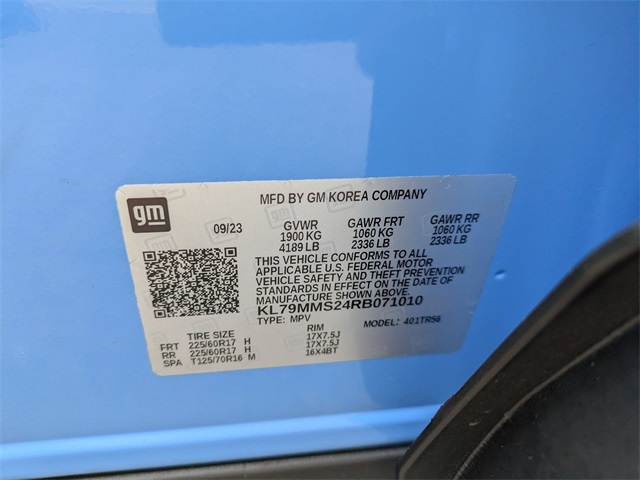 gm
MFD BY GM KOREA COMPANY
09/23 GVWR GAWR FRT GAWR RR
1900 KG 1060 KG 1060 KG
4189 LB 2336 LB 2336 LB
THIS VEHICLE CONFORMS TO ALL
APPLICABLE U.S. FEDERAL MOTOR
VEHICLE SAFETY AND THEFT PREVENTION
STANDARDS IN EFFECT ON THE DATE OF
MANUFACTURE SHOWN ABOVE.
KL79MMS24RB071010
TYPE: MPV MODEL: 401TR56
TIRE SIZE RIM
FRT 225/60R17 H 17X7.5J
RR 225/60R17 H 17X7.5J
SPA T125/70R16 M 16X4BT